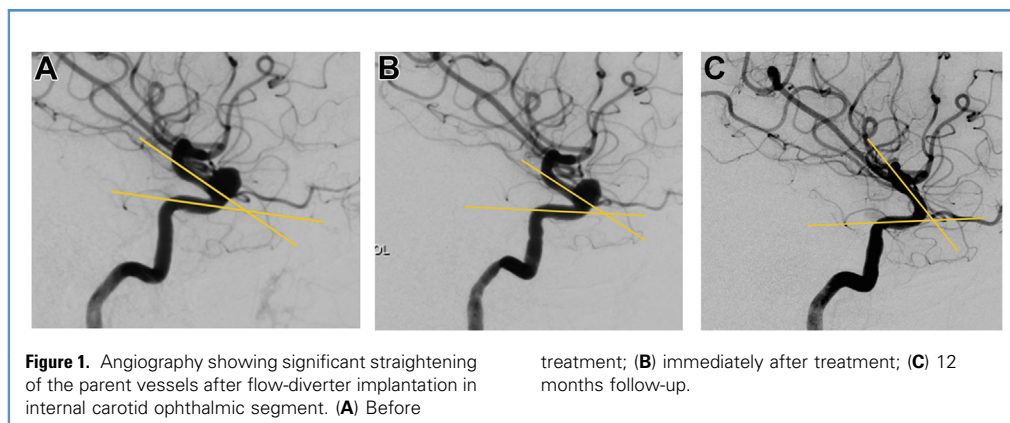 A
B
C
OL
Figure 1. Angiography showing significant straightening
of the parent vessels after flow-diverter implantation in
internal carotid ophthalmic segment. (A) Before
treatment; (B) immediately after treatment; (C) 12
months follow-up.